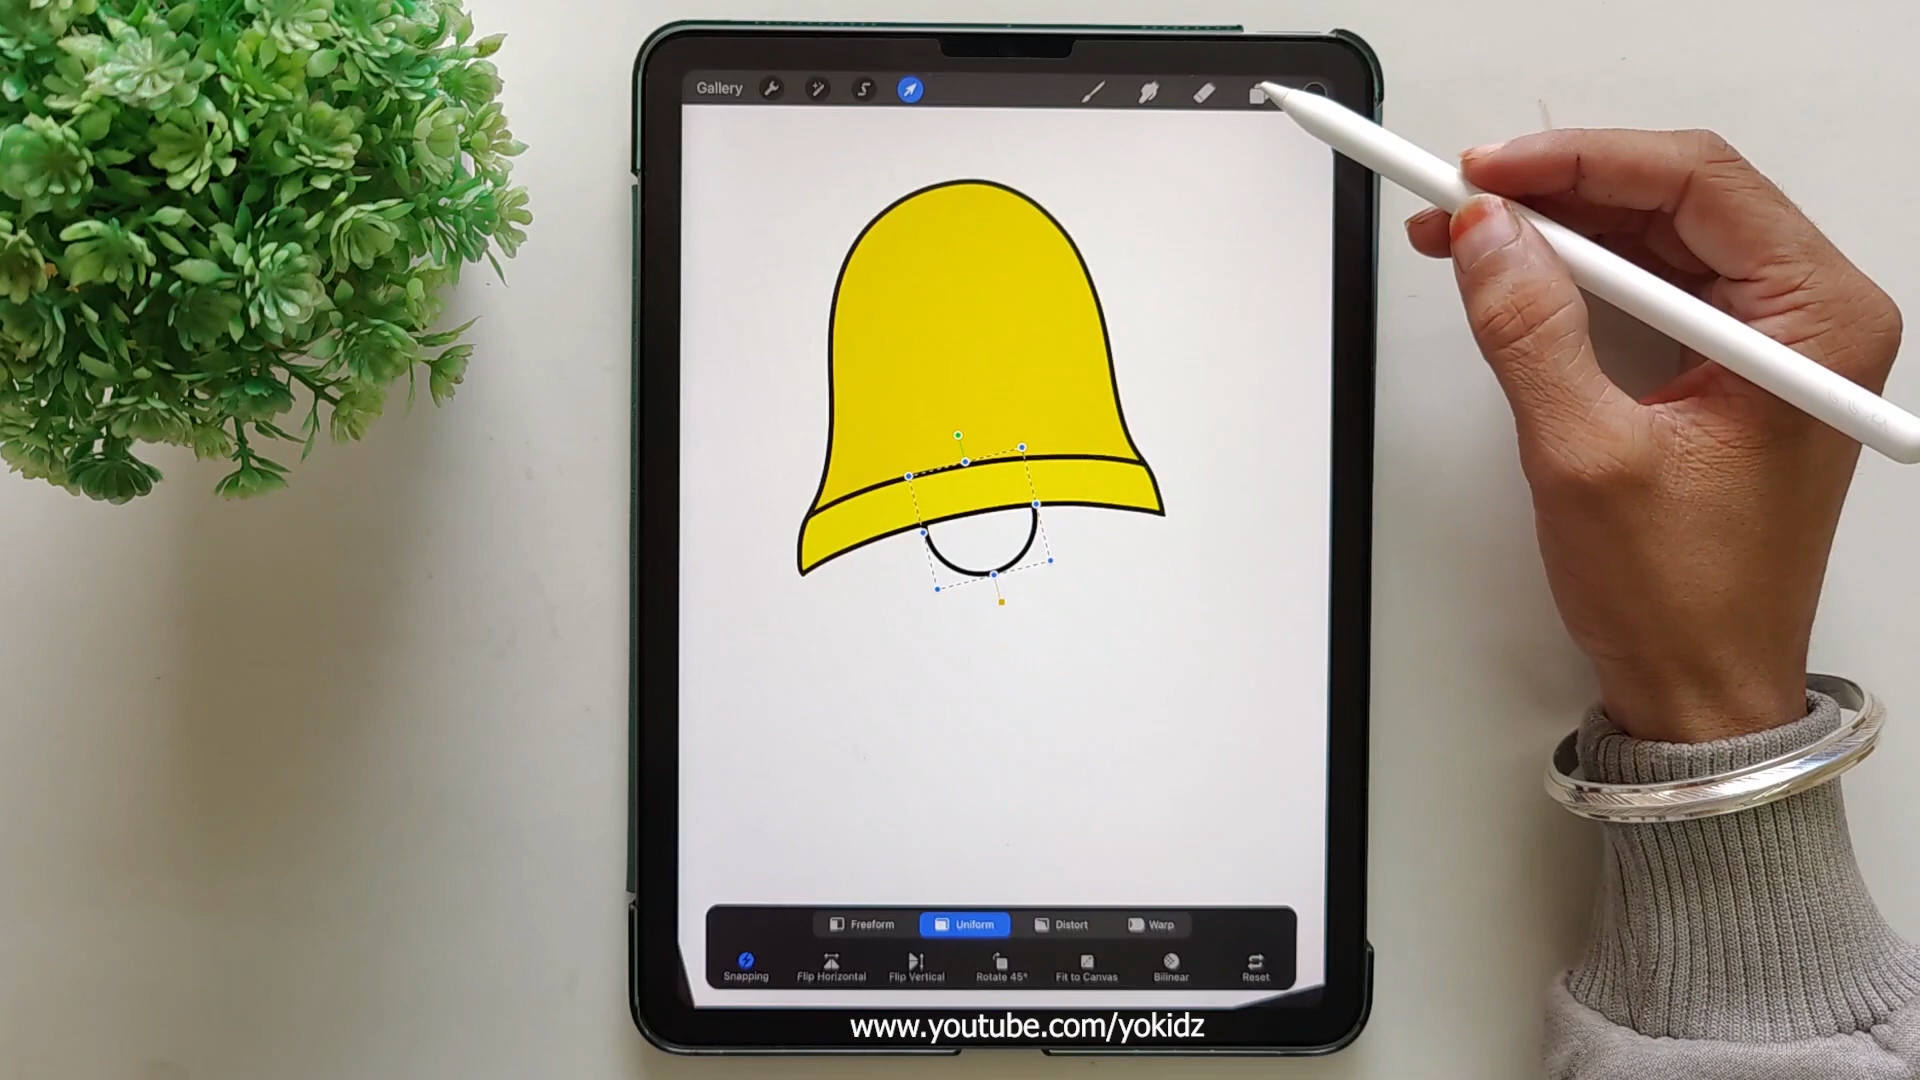 Gallery
Freeform Uniform Distort Warp
Snapping Flip Horizontal Flip Vertical Rotate 45° Fit to Canvas Bilinear Reset
www.youtube.com/yokidz